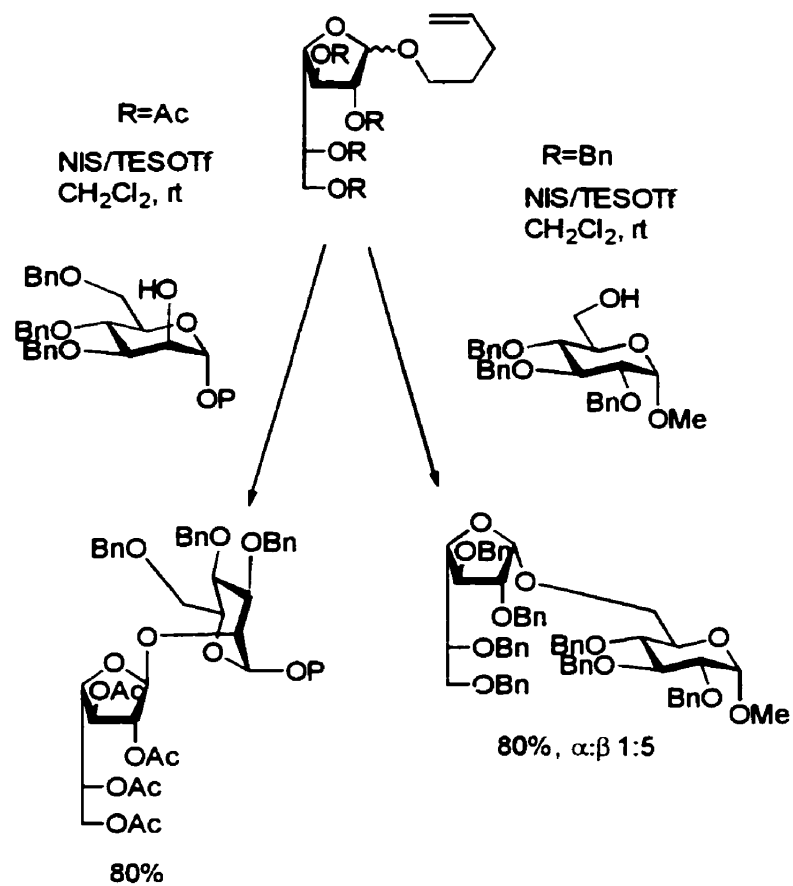 O
OR
O
OR
OR
OR
R=Ac
NIS/TESOTf
CH2Cl2, rt
R=Bn
NIS/TESOTf
CH2Cl2, rt
BnO
HO
BnO
BnO
O
OP
OH
BnO
BnO
O
BnO
OMe
BnO
BnO
OBn
O
O
OP
O
OAc
OAc
OAc
OAc
80%
O
OBn
O
OBn
OBn
OBn
BnO
BnO
O
BnO
OMe
80%, α:β 1:5